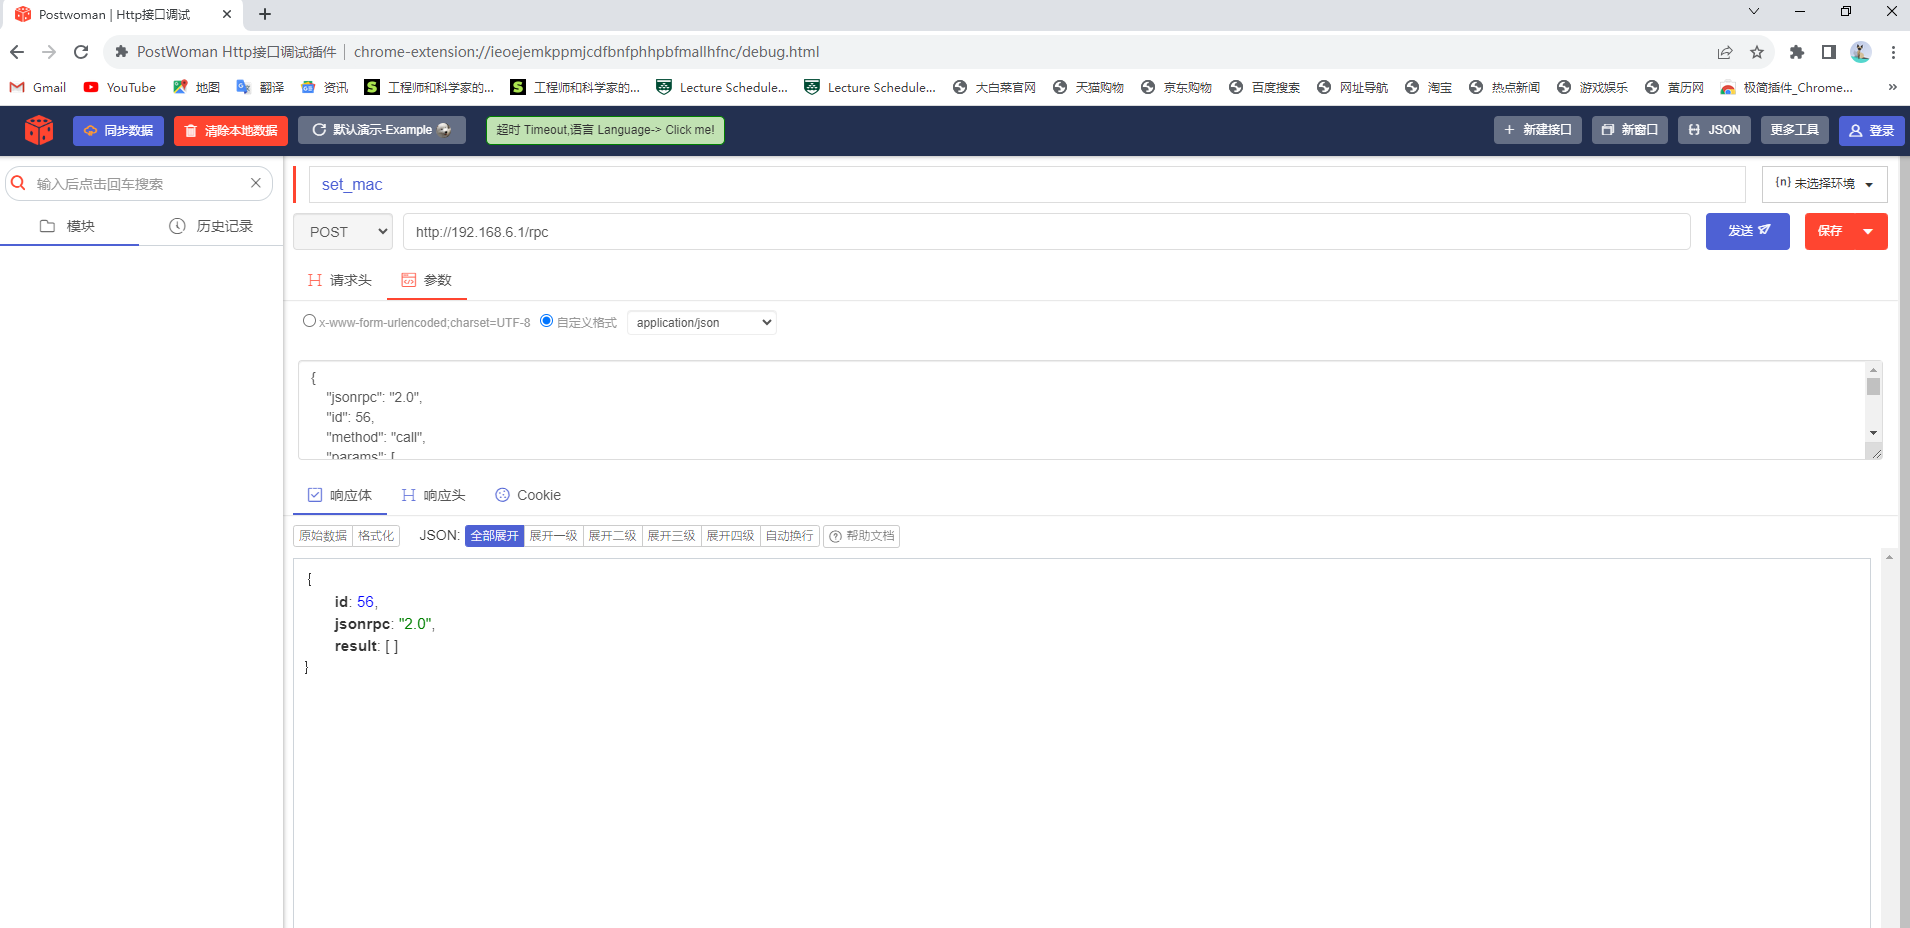 Postwoman | Http接口调试
PostWoman Http接口调试插件 | chrome-extension://ieoejemkppmjcdfbnfphhpbfmallhfnc/debug.html
Gmail YouTube 地图 翻译 资讯 工程师和科学家的... 工程师和科学家的... Lecture Schedule... Lecture Schedule... 大白菜官网 天猫购物 京东购物 百度搜索 网址导航 淘宝 热点新闻 游戏娱乐 黄历网 极简插件_Chrome... »
同步数据 清除本地数据 默认演示-Example 超时 Timeout,语言 Language-> Click me! 新建接口 新窗口 JSON 更多工具 登录
输入后点击回车搜索
模块 历史记录
set_mac {n} 未选择环境
POST http://192.168.6.1/rpc 发送 保存
请求头 参数
x-www-form-urlencoded;charset=UTF-8 自定义格式 application/json
{
"jsonrpc": "2.0",
"id": 56,
"method": "call",
"params": [
响应体 响应头 Cookie
原始数据 格式化 JSON: 全部展开 展开一级 展开二级 展开三级 展开四级 自动换行 帮助文档
{
id: 56,
jsonrpc: "2.0",
result: [ ]
}